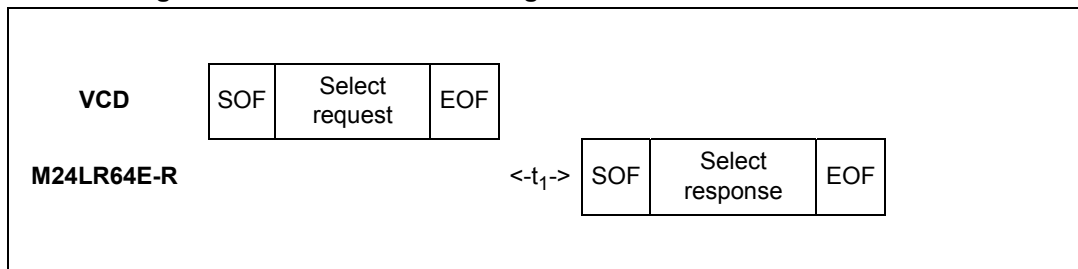 VCD SOF Select request EOF
M24LR64E-R <-t1-> SOF Select response EOF